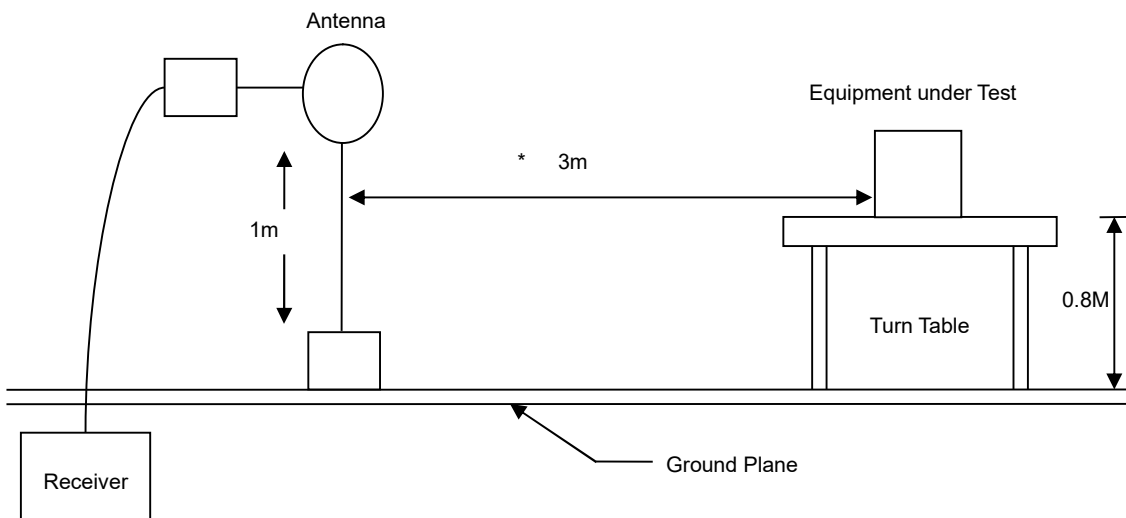 Antenna
Equipment under Test
* 3m
1m
0.8M
Turn Table
Ground Plane
Receiver